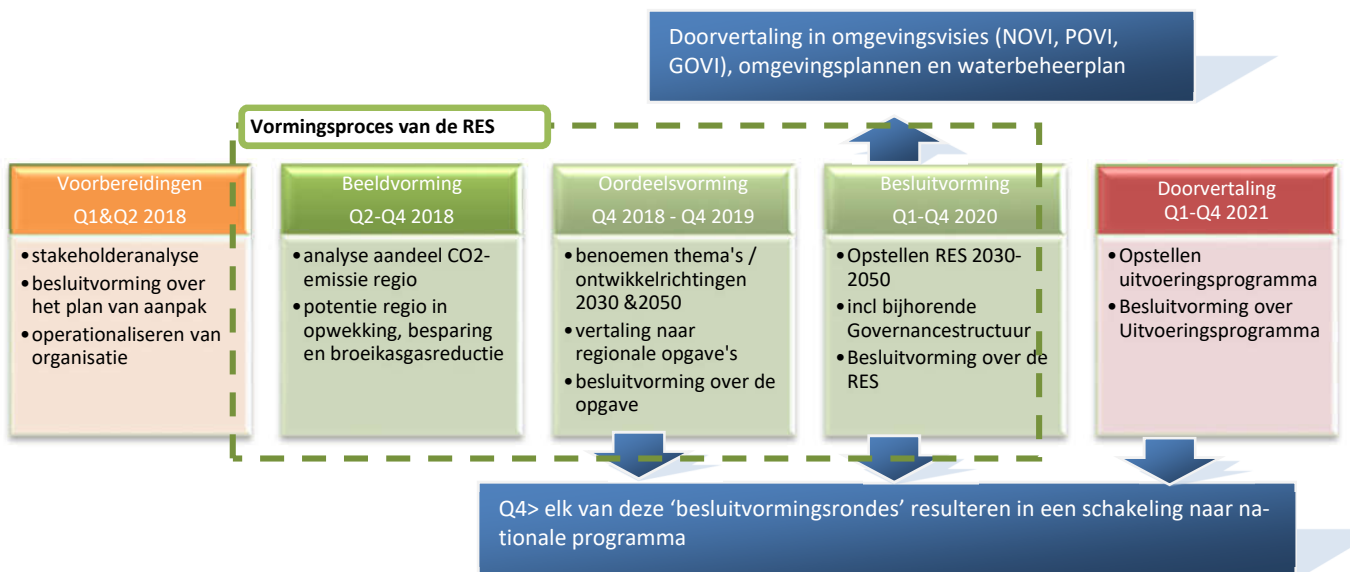 Doorvertaling in omgevingsvisies (NOVI, POVI,
GOVI), omgevingsplannen en waterbeheerplan
Vormingsproces van de RES
Voorbereidingen
Q1&Q2 2018
•stakeholderanalyse
•besluitvorming over
het plan van aanpak
•operationaliseren van
organisatie
Beeldvorming
Q2-Q4 2018
•analyse aandeel CO2-
emissie regio
•potentie regio in
opwekking, besparing
en broeikasgasreductie
Oordeelsvorming
Q4 2018 - Q4 2019
•benoemen thema's /
ontwikkelrichtingen
2030 &2050
•vertaling naar
regionale opgave's
•besluitvorming over de
opgave
Besluitvorming
Q1-Q4 2020
•Opstellen RES 2030-
2050
•incl bijhorende
Governancestructuur
•Besluitvorming over de
RES
Doorvertaling
Q1-Q4 2021
•Opstellen
uitvoeringsprogramma
•Besluitvorming over
Uitvoeringsprogramma
Q4> elk van deze ‘besluitvormingsrondes’ resulteren in een schakeling naar na-
tionale programma